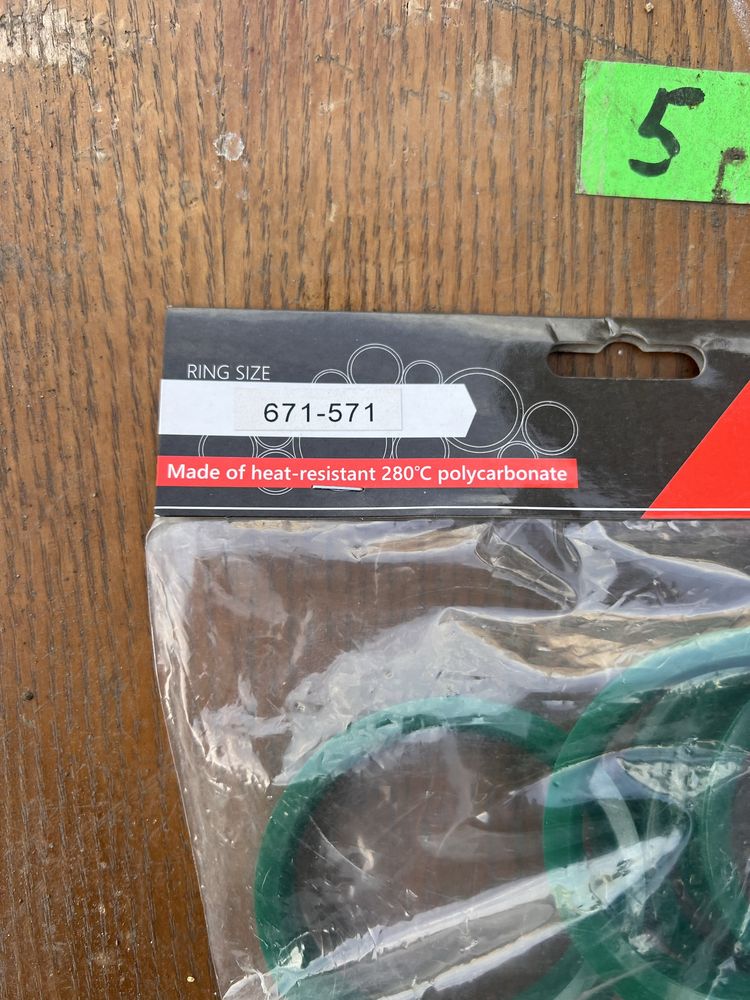 5
RING SIZE
671-571
Made of heat-resistant 280°C polycarbonate